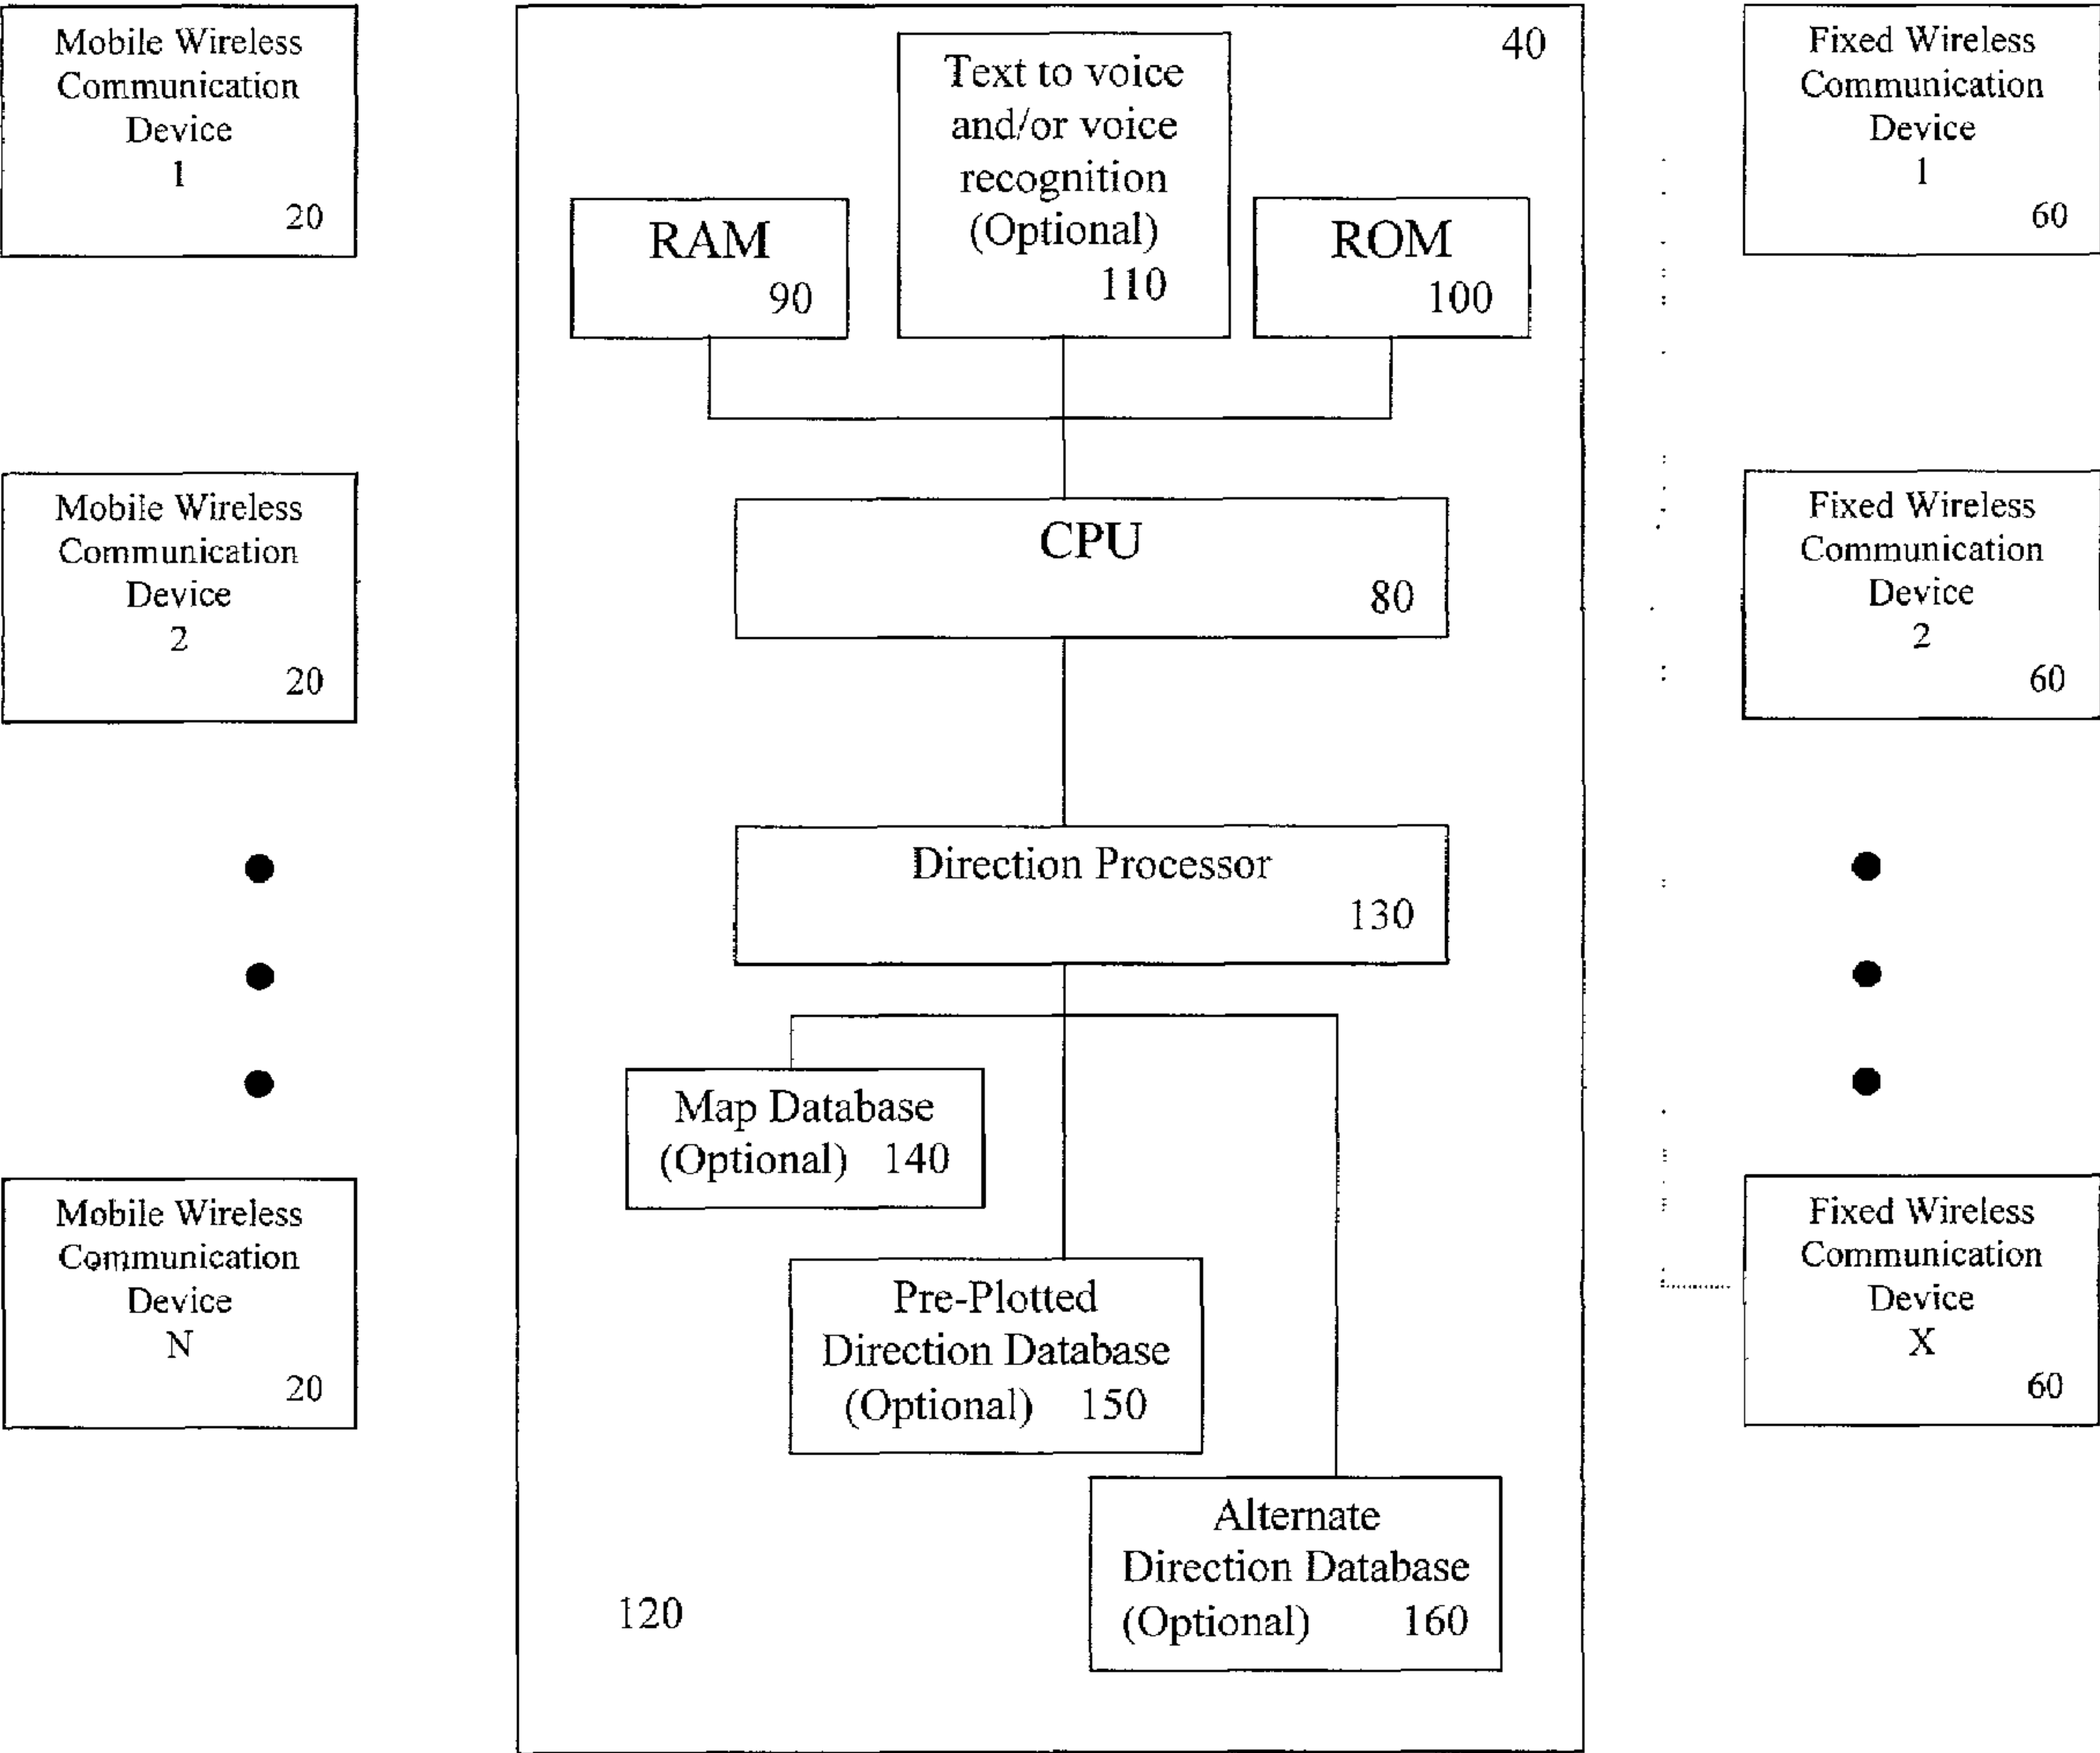 Mobile Wireless
Communication
Device
1
20
Mobile Wireless
Communication
Device
2
20
Mobile Wireless
Communication
Device
N
20
40
Text to voice
and/or voice
recognition
(Optional)
110
RAM
90
ROM
100
CPU
80
Direction Processor
130
Map Database
(Optional) 140
Pre-Plotted
Direction Database
(Optional) 150
Alternate
Direction Database
(Optional) 160
120
Fixed Wireless
Communication
Device
1
60
Fixed Wireless
Communication
Device
2
60
Fixed Wireless
Communication
Device
X
60